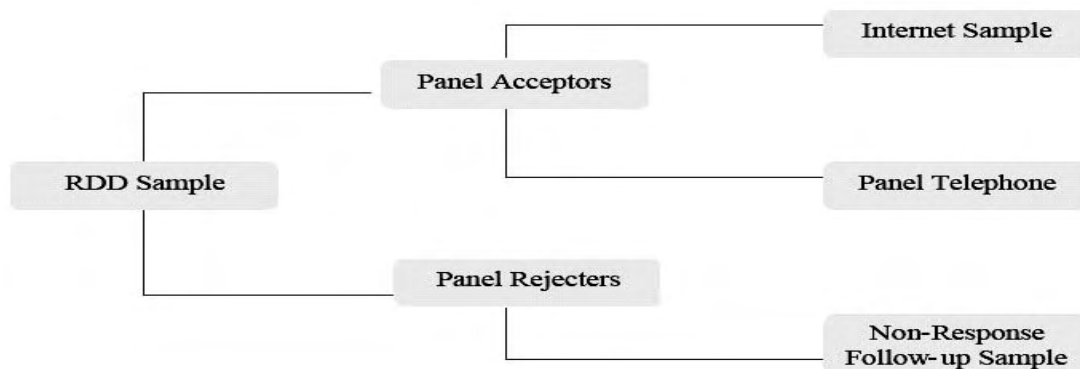 Internet Sample
Panel Acceptors
RDD Sample
Panel Telephone
Panel Rejecters
Non-Response
Follow-up Sample